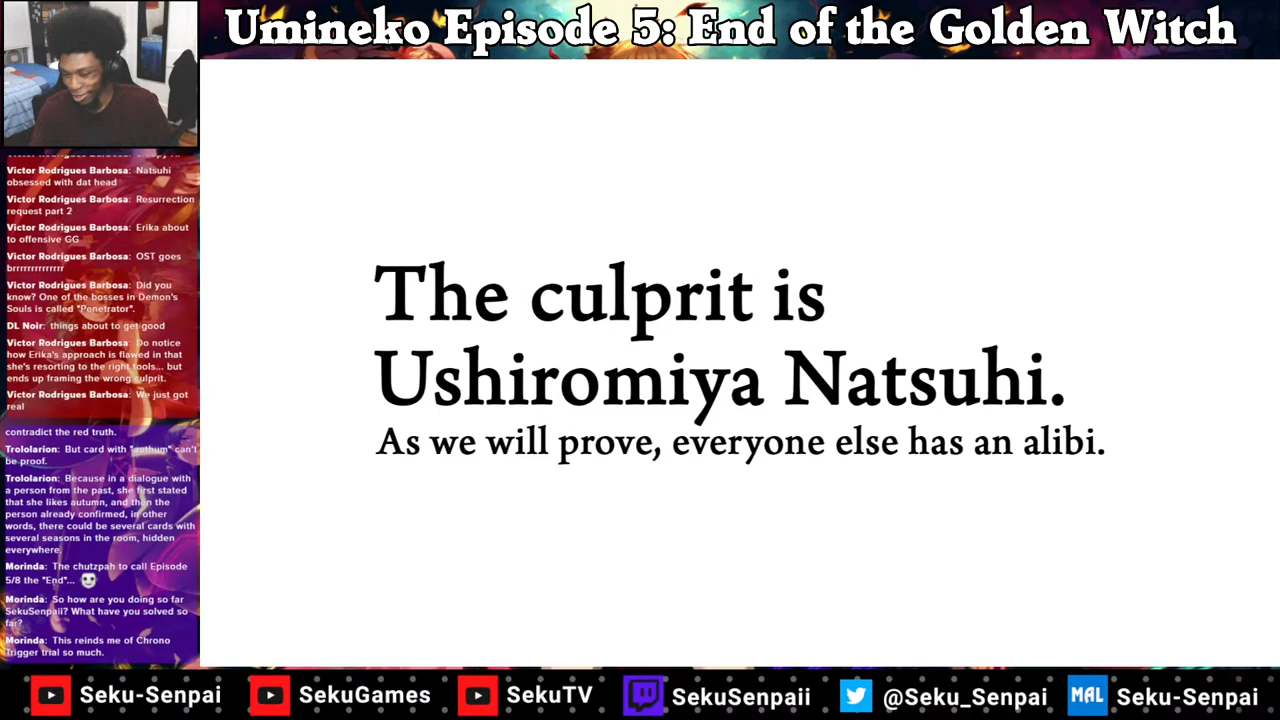 Umineko Episode 5: End of the Golden Witch
Victor Rodrigues Barbosa: Natsuhi
obsessed with dat head
Victor Rodrigues Barbosa: Resurrection
request part 2
Victor Rodrigues Barbosa: Erika about
to offensive GG
Victor Rodrigues Barbosa: OST goes
brrrrrrrrrrrrrr
Victor Rodrigues Barbosa: Did you
know? One of the bosses in Demon's
Souls is called "Penetrator".
DL Noir: things about to get good
Victor Rodrigues Barbosa: Do notice
how Erika's approach is flawed in that
she's resorting to the right tools... but
ends up framing the wrong culprit.
Victor Rodrigues Barbosa: We just got
real
contradict the red truth.
Trololarion: But card with "authum" can't
be proof.
Trololarion: Because in a dialogue with
a person from the past, she first stated
that she likes autumn, and then the
person already confirmed, in other
words, there could be several cards with
several seasons in the room, hidden
everywhere.
Morinda: The chutzpah to call Episode
5/8 the "End"...
Morinda: So how are you doing so far
SekuSenpaii? What have you solved so
far?
Morinda: This reinds me of Chrono
Trigger trial so much.
The culprit is
Ushiromiya Natsuhi.
As we will prove, everyone else has an alibi.
Seku-Senpai SekuGames SekuTV SekuSenpaii @Seku_Senpai MAL Seku-Senpai